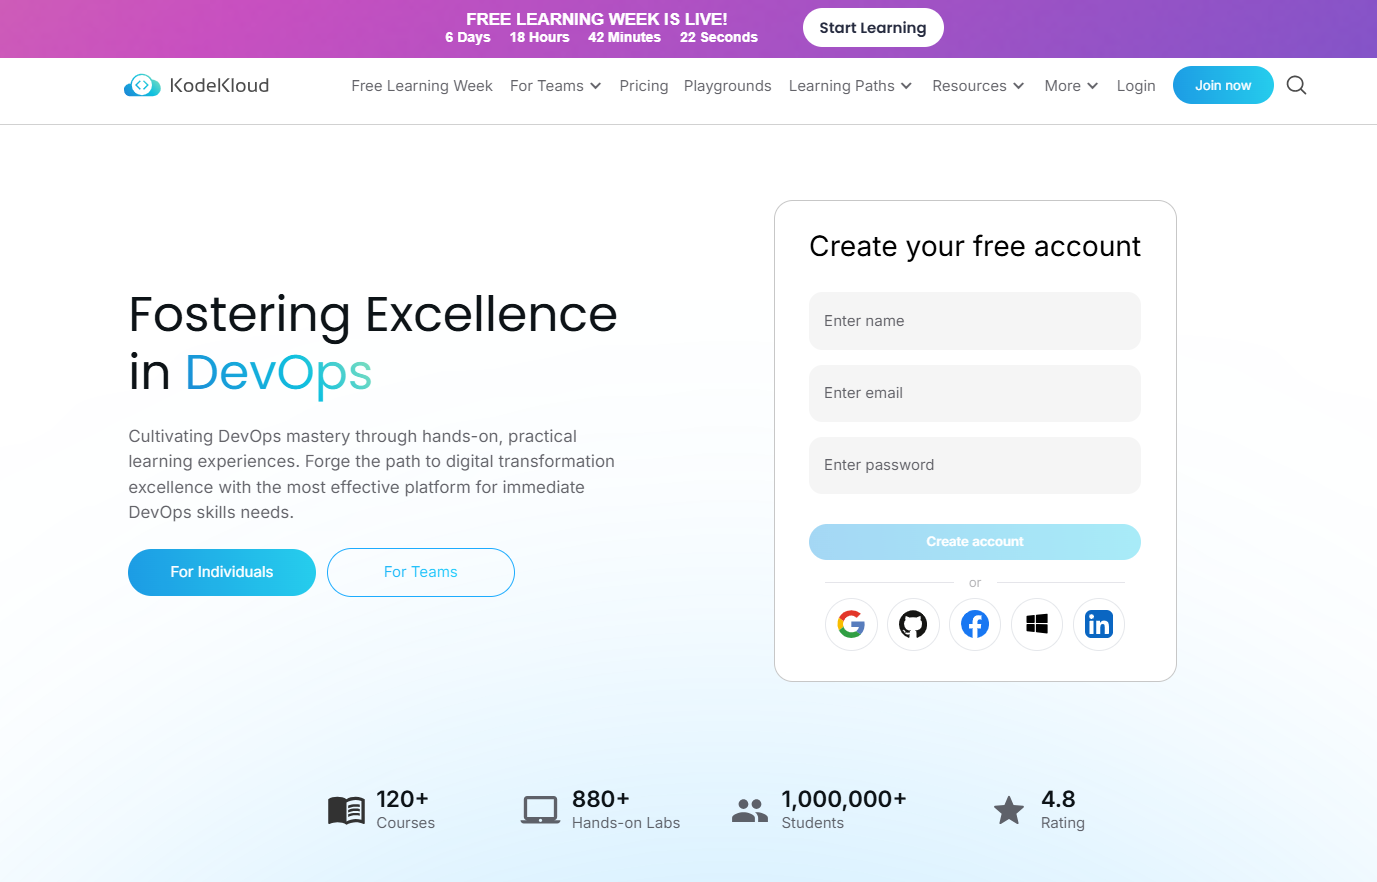 FREE LEARNING WEEK IS LIVE!
6 Days 18 Hours 42 Minutes 22 Seconds
Start Learning
KodeKloud
Free Learning Week For Teams Pricing Playgrounds Learning Paths Resources More Login Join now
Fostering Excellence
in DevOps
Cultivating DevOps mastery through hands-on, practical
learning experiences. Forge the path to digital transformation
excellence with the most effective platform for immediate
DevOps skills needs.
For Individuals For Teams
Create your free account
Enter name
Enter email
Enter password
Create account
or
120+
Courses
880+
Hands-on Labs
1,000,000+
Students
4.8
Rating